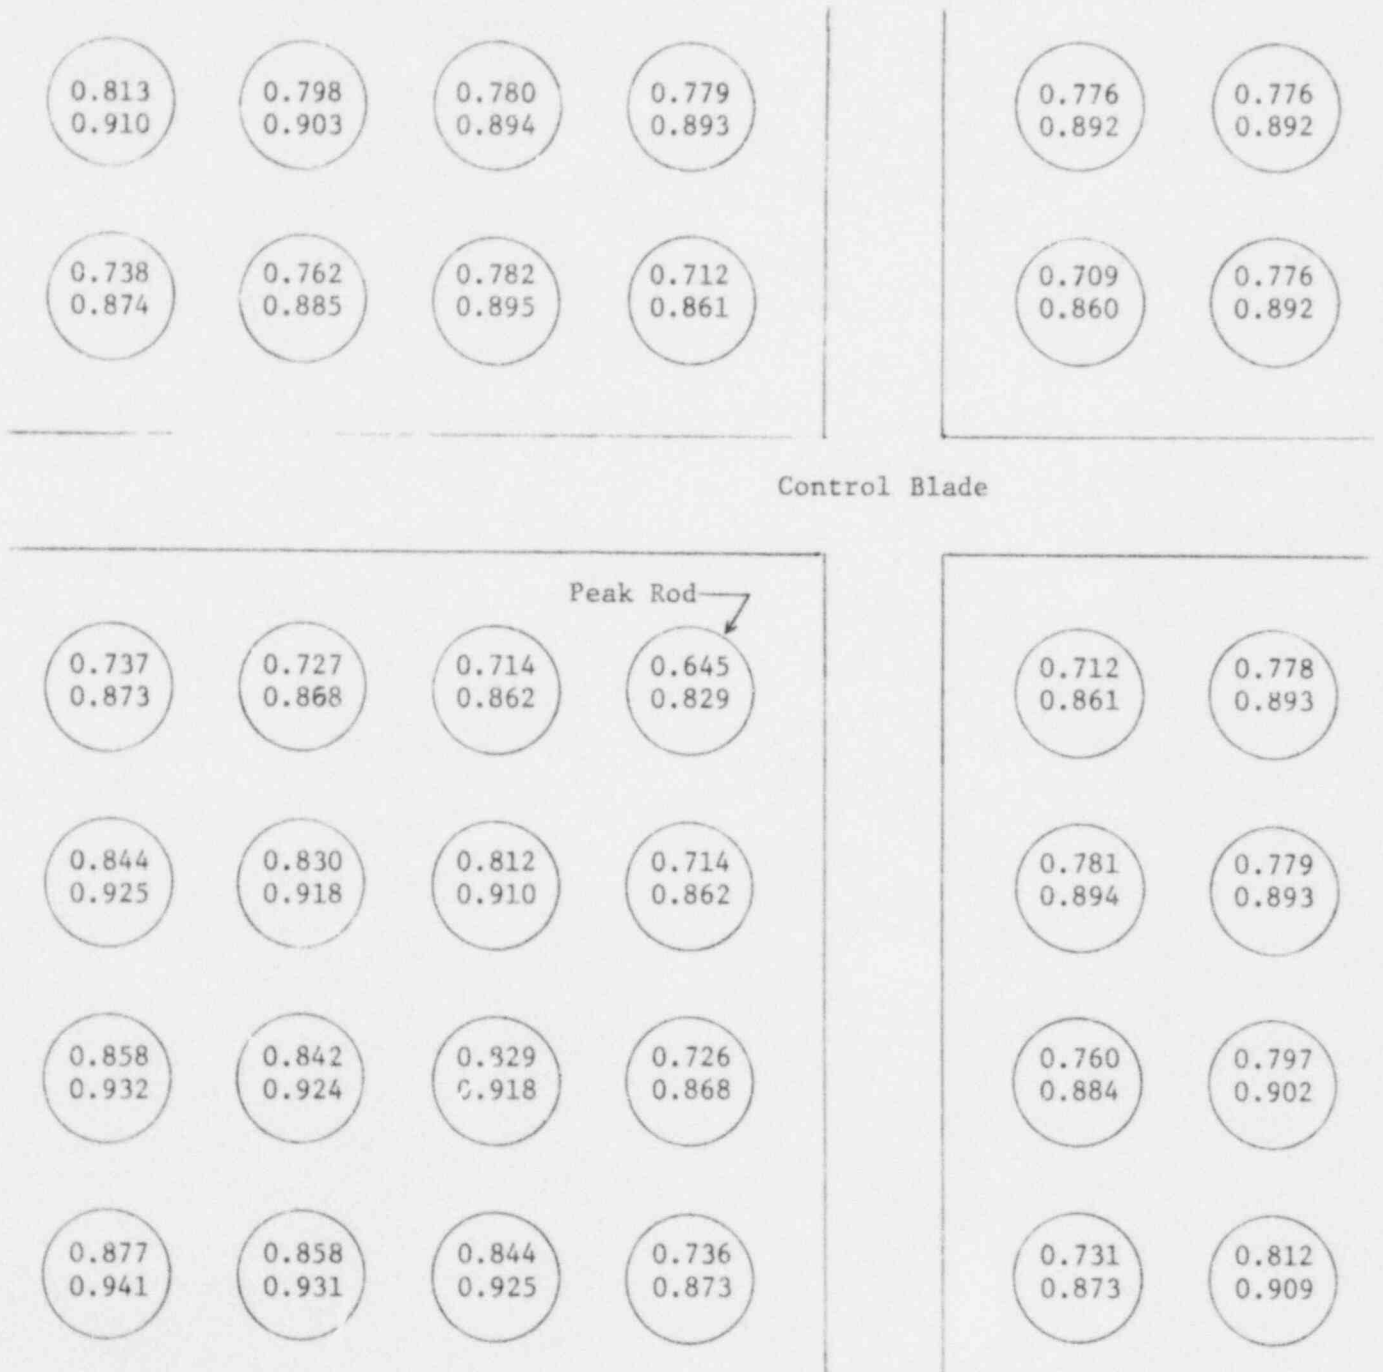 0.813 0.798 0.780 0.779 0.776 0.776
0.910 0.903 0.894 0.893 0.892 0.892
0.738 0.762 0.782 0.712 0.709 0.776
0.874 0.885 0.895 0.861 0.860 0.892
Control Blade
Peak Rod
0.737 0.727 0.714 0.645 0.712 0.778
0.873 0.868 0.862 0.829 0.861 0.893
0.844 0.830 0.812 0.714 0.781 0.779
0.925 0.918 0.910 0.862 0.894 0.893
0.858 0.842 0.829 0.726 0.760 0.797
0.932 0.924 0.918 0.868 0.884 0.902
0.877 0.858 0.844 0.736 0.731 0.812
0.941 0.931 0.925 0.873 0.873 0.909